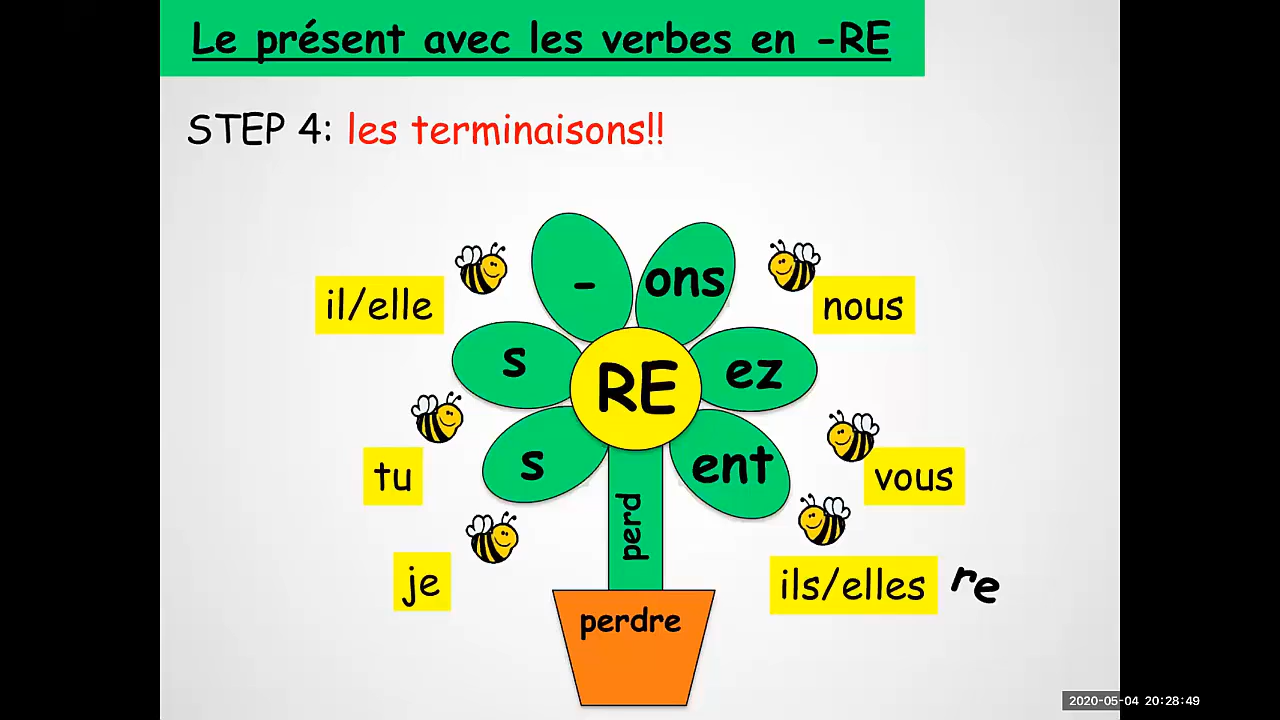 Le présent avec les verbes en -RE
STEP 4: les terminaisons!!
- ons
il/elle nous
s RE ez
s ent
tu vous
perd
je ils/elles re
perdre
2020-05-04 20:28:49